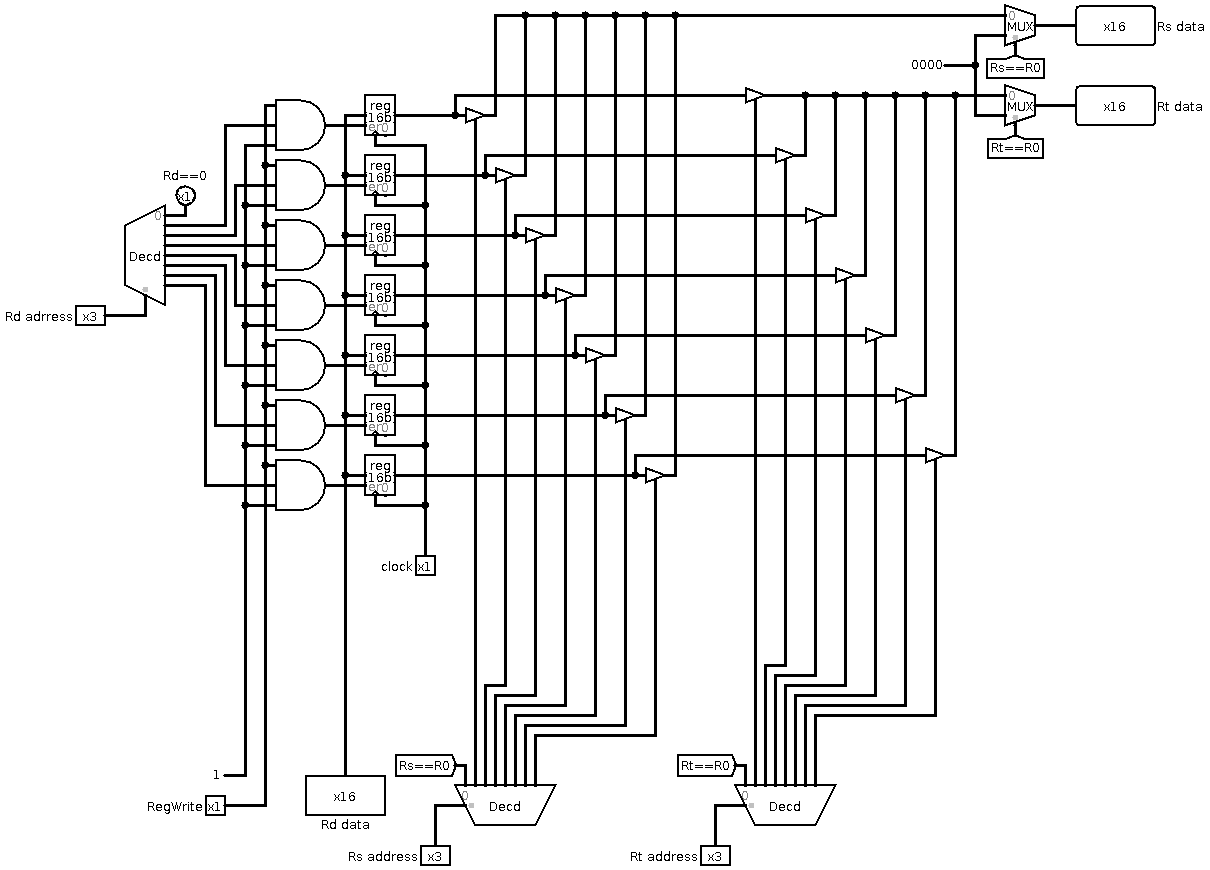 0
MUX
x16
Rs data
0000
Rs==R0
0
MUX
x16
Rt data
Rt==R0
reg
16b
er0
reg
16b
er0
reg
16b
er0
reg
16b
er0
reg
16b
er0
reg
16b
er0
reg
16b
er0
Rd==0
x1
0
Decd
Rd adrress x3
clock x1
1
RegWrite x1
x16
Rd data
Rs==R0
0
Decd
Rs address x3
Rt==R0
0
Decd
Rt address x3